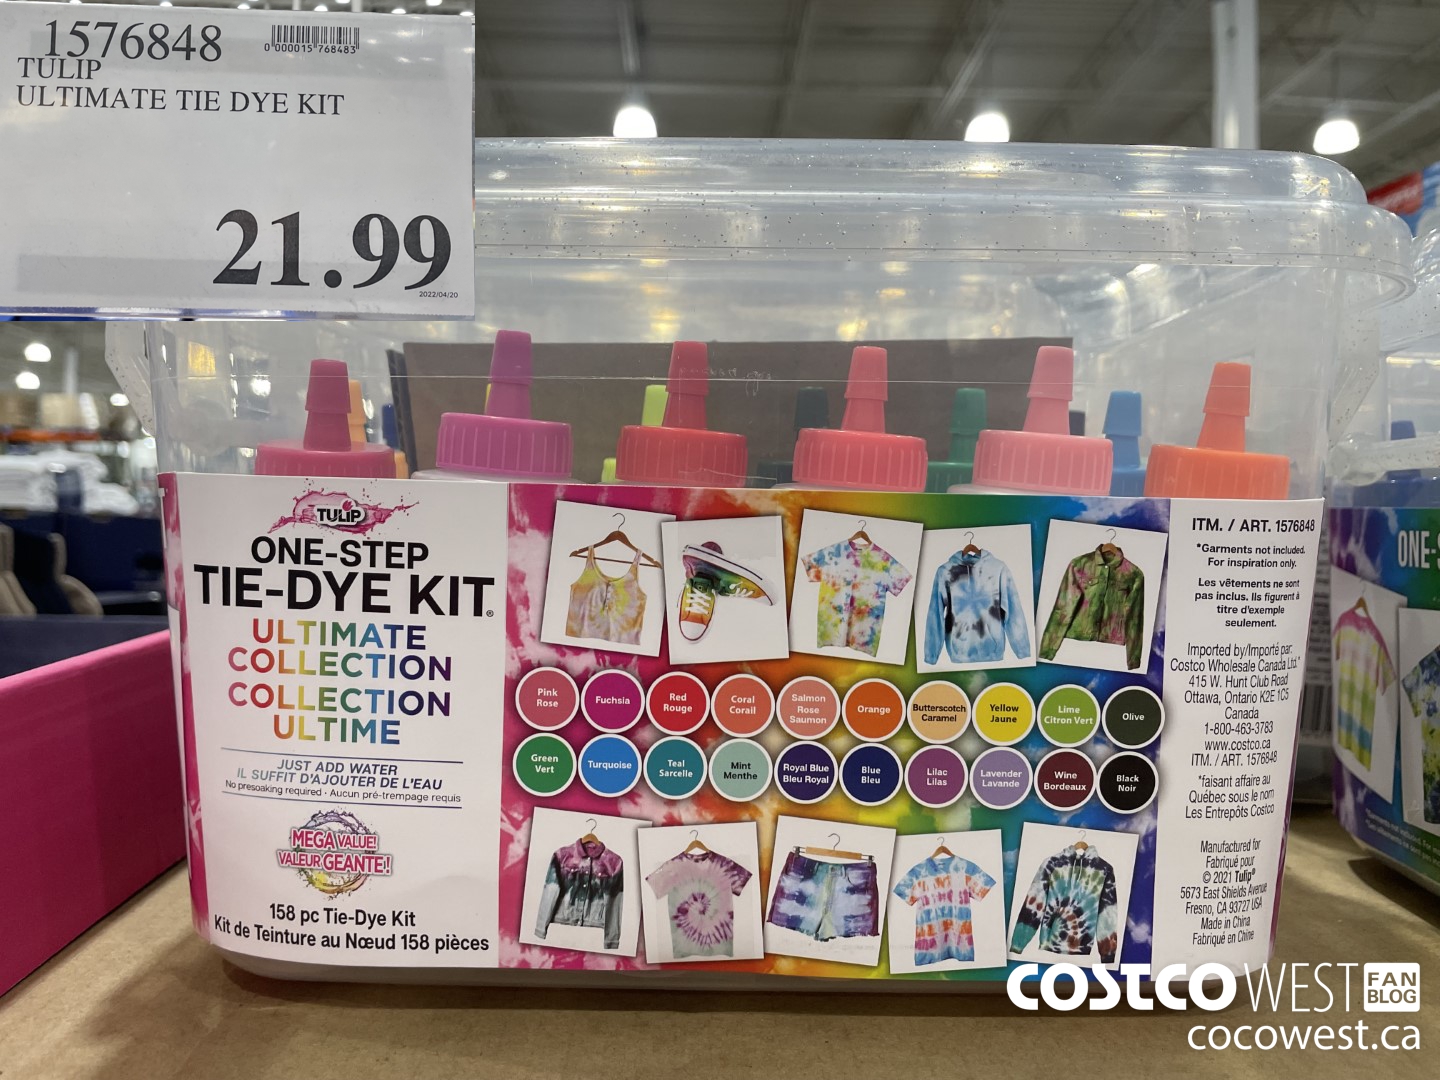 1576848
0 000015 768483
TULIP
ULTIMATE TIE DYE KIT
21.99
2022/04/20
TULIP
ONE-STEP
TIE-DYE KIT®
ULTIMATE
COLLECTION
COLLECTION
ULTIME
JUST ADD WATER
IL SUFFIT D'AJOUTER DE L'EAU
No presoaking required · Aucun pré-trempage requis
MEGA VALUE!
VALEUR GÉANTE!
158 pc Tie-Dye Kit
Kit de Teinture au Nœud 158 pièces
Pink
Rose
Fuchsia
Red
Rouge
Coral
Corail
Salmon
Rose
Saumon
Orange
Butterscotch
Caramel
Yellow
Jaune
Lime
Citron Vert
Olive
Green
Vert
Turquoise
Teal
Sarcelle
Mint
Menthe
Royal Blue
Bleu Royal
Blue
Bleu
Lilac
Lilas
Lavender
Lavande
Wine
Bordeaux
Black
Noir
ITM. / ART. 1576848
*Garments not included.
For inspiration only.
Les vêtements ne sont
pas inclus. Ils figurent à
titre d'exemple
seulement.
Imported by/Importé par:
Costco Wholesale Canada Ltd.*
415 W. Hunt Club Road
Ottawa, Ontario K2E 1C5
Canada
1-800-463-3783
www.costco.ca
ITM. / ART. 1576848
*faisant affaire au
Québec sous le nom
Les Entrepôts Costco
Manufactured for
Fabriqué pour
© 2021 Tulip®
5673 East Shields Avenue
Fresno, CA 93727 USA
Made in China
Fabriqué en Chine
ONE-S
COSTCO WEST FAN
BLOG
cocowest.ca